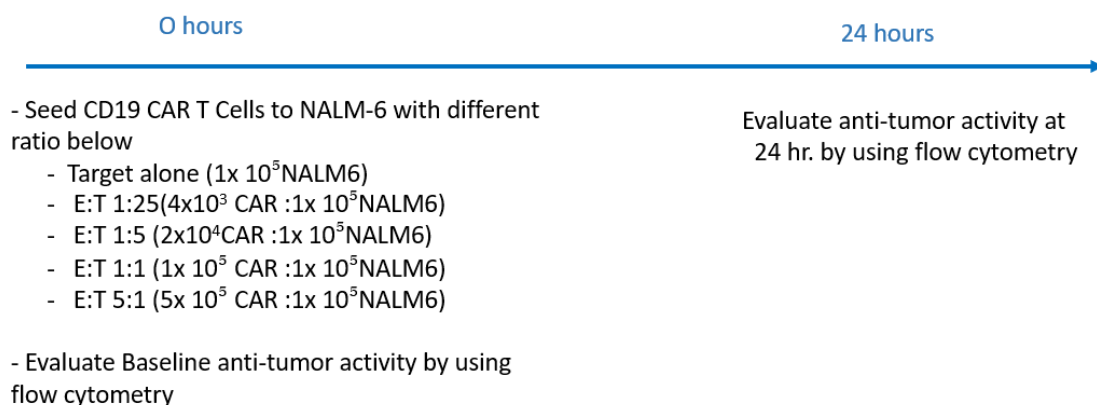 O hours
24 hours
- Seed CD19 CAR T Cells to NALM-6 with different
ratio below
- Target alone (1x 10⁵NALM6)
- E:T 1:25(4x10³ CAR :1x 10⁵NALM6)
- E:T 1:5 (2x10⁴CAR :1x 10⁵NALM6)
- E:T 1:1 (1x 10⁵ CAR :1x 10⁵NALM6)
- E:T 5:1 (5x 10⁵ CAR :1x 10⁵NALM6)
- Evaluate Baseline anti-tumor activity by using
flow cytometry
Evaluate anti-tumor activity at
24 hr. by using flow cytometry